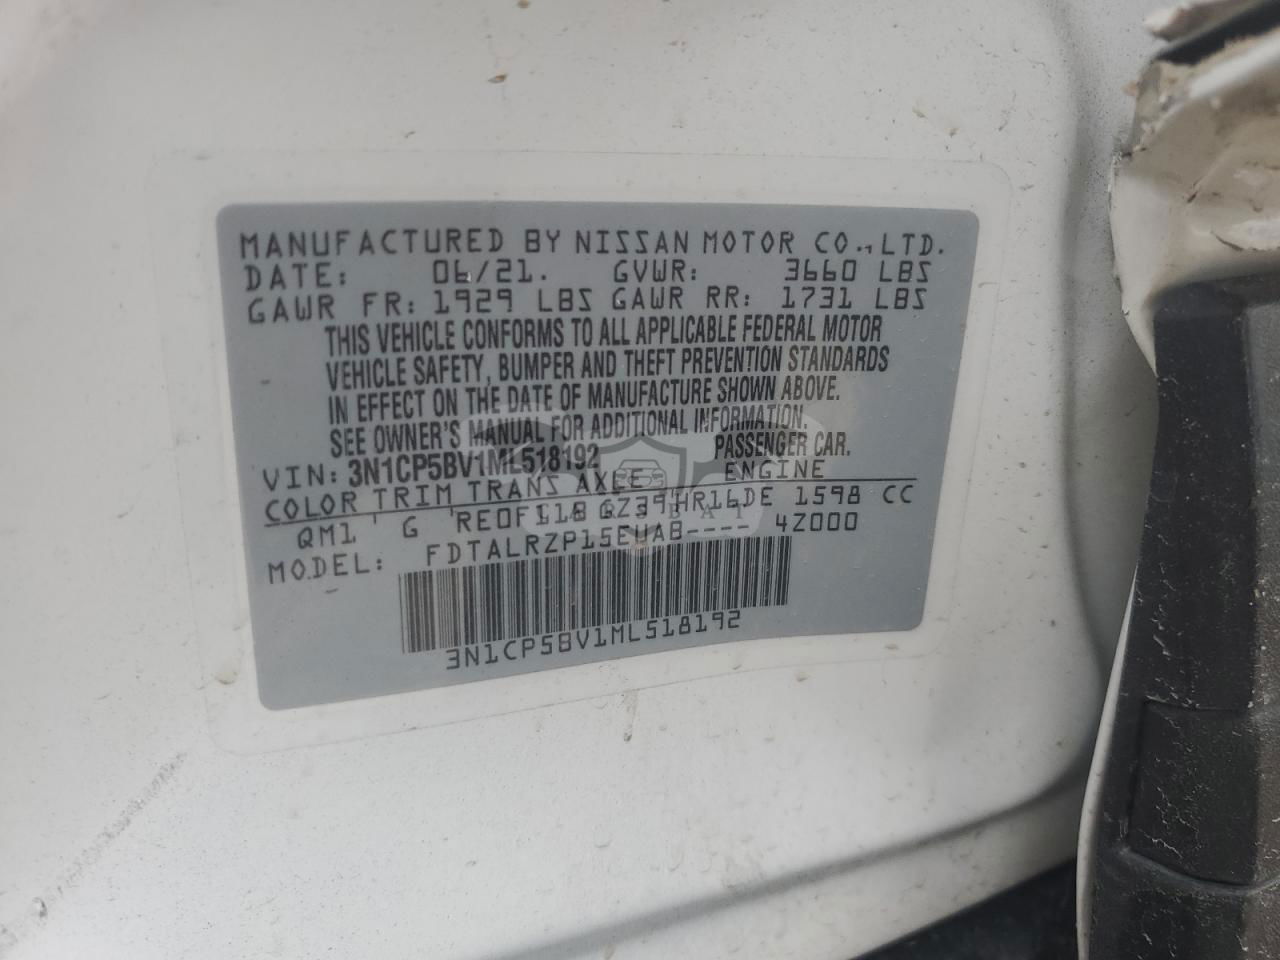 MANUFACTURED BY NISSAN MOTOR CO., LTD.
DATE: 06/21. GVWR: 3660 LBS
GAWR FR: 1929 LBS GAWR RR: 1731 LBS
THIS VEHICLE CONFORMS TO ALL APPLICABLE FEDERAL MOTOR
VEHICLE SAFETY, BUMPER AND THEFT PREVENTION STANDARDS
IN EFFECT ON THE DATE OF MANUFACTURE SHOWN ABOVE.
SEE OWNER'S MANUAL FOR ADDITIONAL INFORMATION.
VIN: 3N1CP5BV1ML518192 PASSENGER CAR.
COLOR TRIM TRANS AXLE ENGINE
QM1 G RE0F11B GZ39 HR16DE 1598 CC
MODEL: FDTALRZP15EUAB---- 4Z000
3N1CP5BV1ML518192